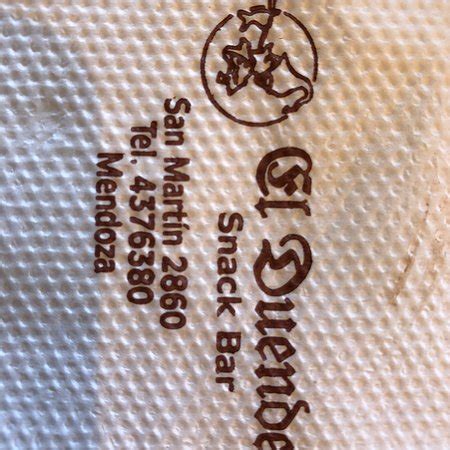 El Duende
Snack Bar
San Martín 2860
Tel. 4376380
Mendoza